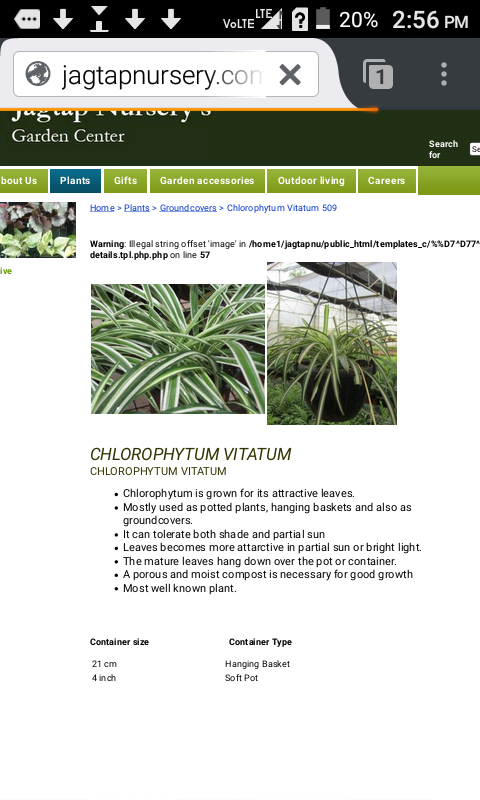 VoLTE LTE 20% 2:56 PM
jagtapnursery.com
1
Jagtap Nursery's
Garden Center
Search
for
bout Us Plants Gifts Garden accessories Outdoor living Careers
Home > Plants > Groundcovers > Chlorophytum Vitatum 509
Warning: Illegal string offset 'image' in /home1/jagtapnu/public_html/templates_c/%%D7^D77^
details.tpl.php.php on line 57
ive
CHLOROPHYTUM VITATUM
CHLOROPHYTUM VITATUM
• Chlorophytum is grown for its attractive leaves.
• Mostly used as potted plants, hanging baskets and also as
groundcovers.
• It can tolerate both shade and partial sun
• Leaves becomes more attarctive in partial sun or bright light.
• The mature leaves hang down over the pot or container.
• A porous and moist compost is necessary for good growth
• Most well known plant.
Container size Container Type
21 cm Hanging Basket
4 inch Soft Pot